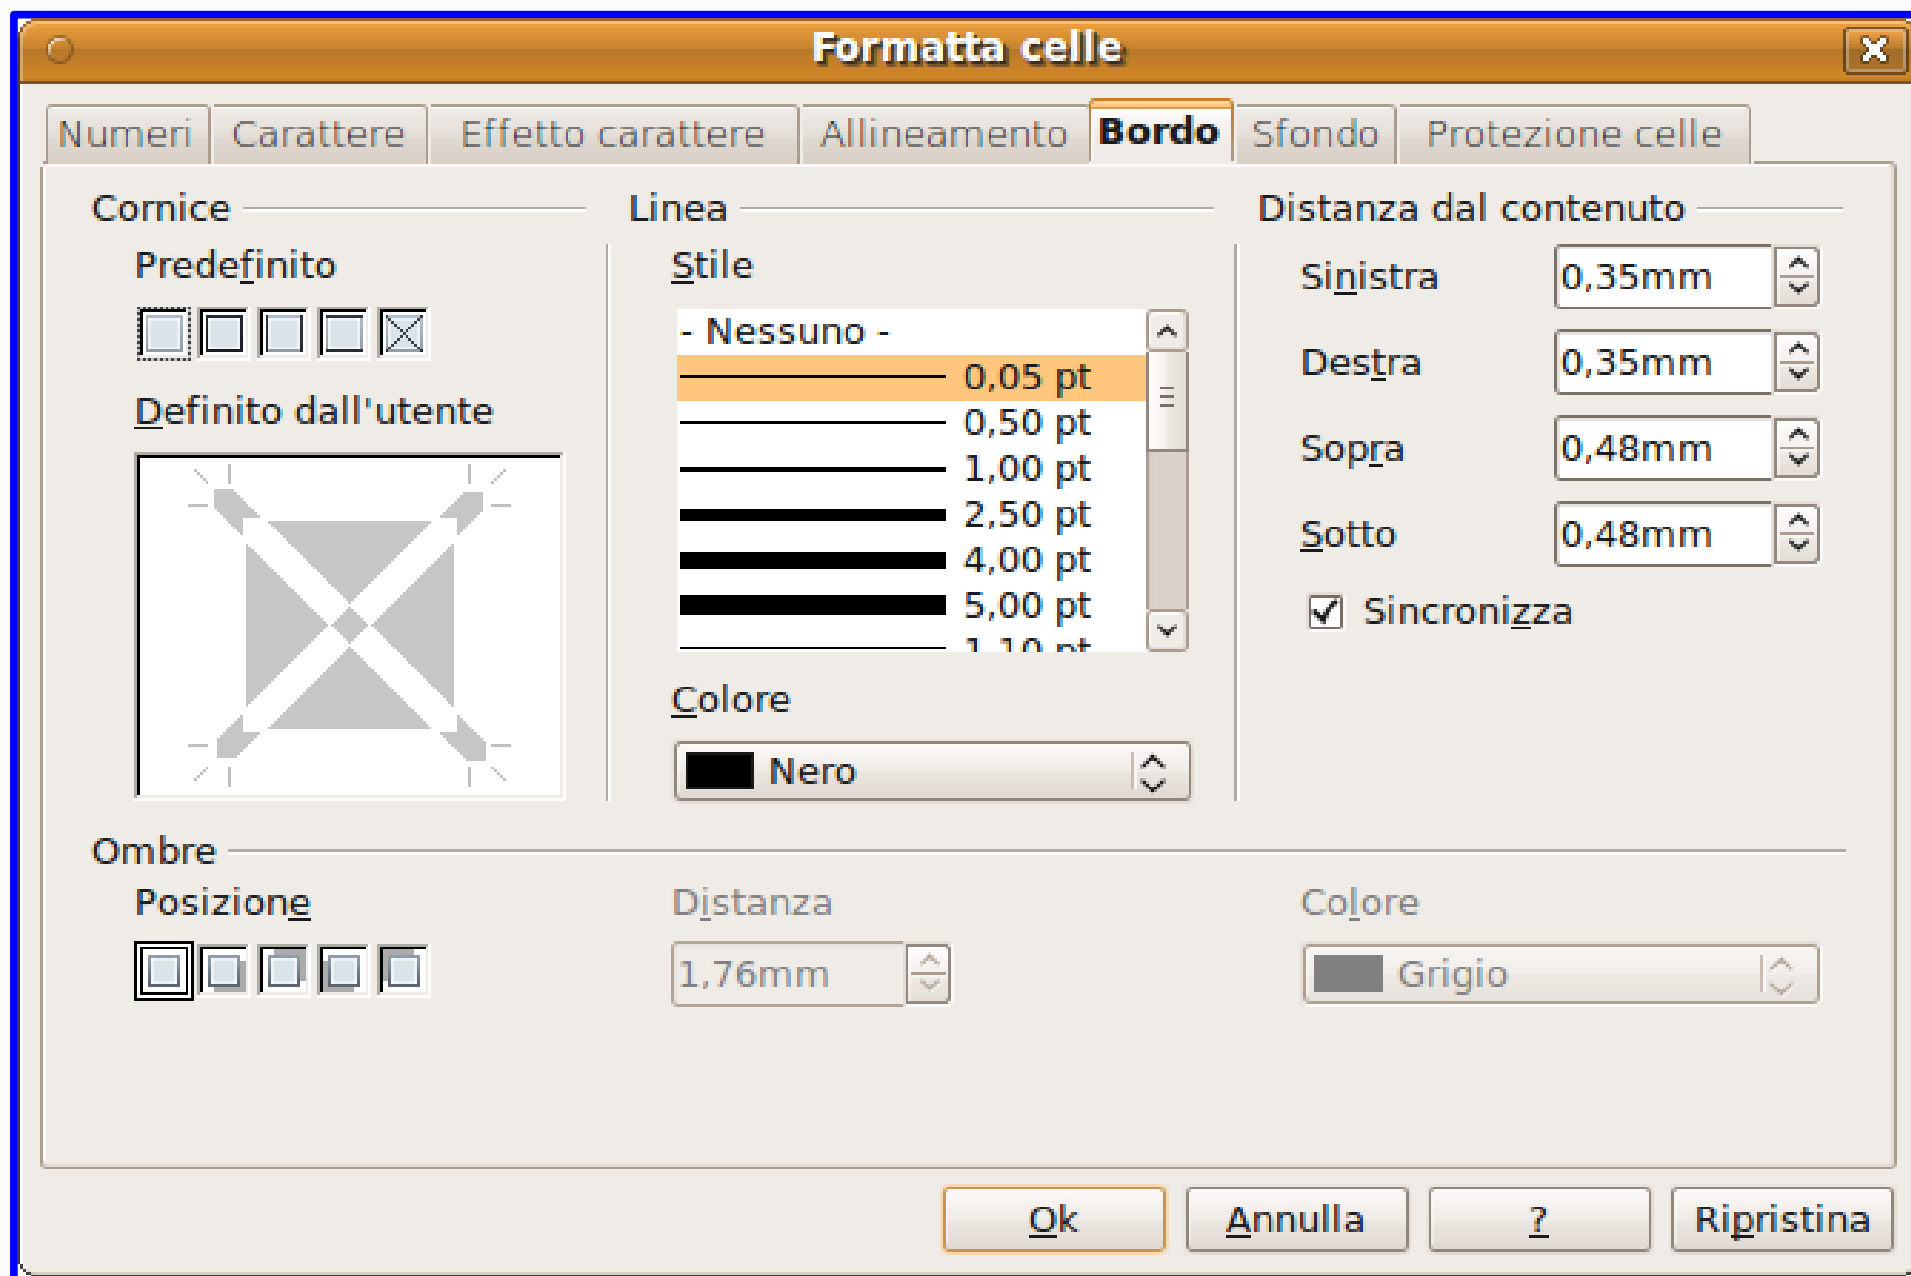 Formatta celle
Numeri Carattere Effetto carattere Allineamento Bordo Sfondo Protezione celle
Cornice
Predefinito
Definito dall'utente
Linea
Stile
- Nessuno -
0,05 pt
0,50 pt
1,00 pt
2,50 pt
4,00 pt
5,00 pt
1,10 pt
Colore
Nero
Distanza dal contenuto
Sinistra 0,35mm
Destra 0,35mm
Sopra 0,48mm
Sotto 0,48mm
Sincronizza
Ombre
Posizione
Distanza
1,76mm
Colore
Grigio
Ok Annulla ? Ripristina